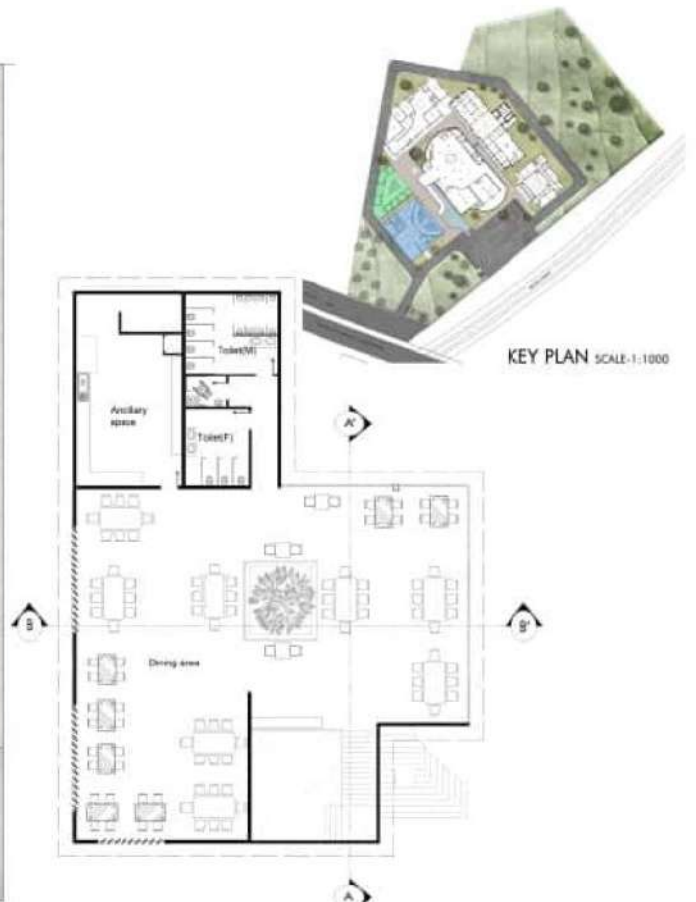 KEY PLAN SCALE-1:1000
Toilet(M)
Ancillary
space
Toilet(F)
A'
B
B'
Dining area
A